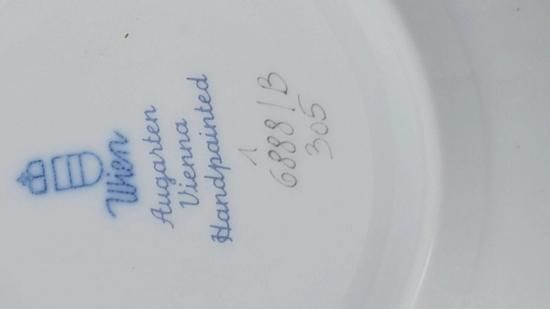 Wien
Augarten
Vienna
Handpainted
1
6888/B
305